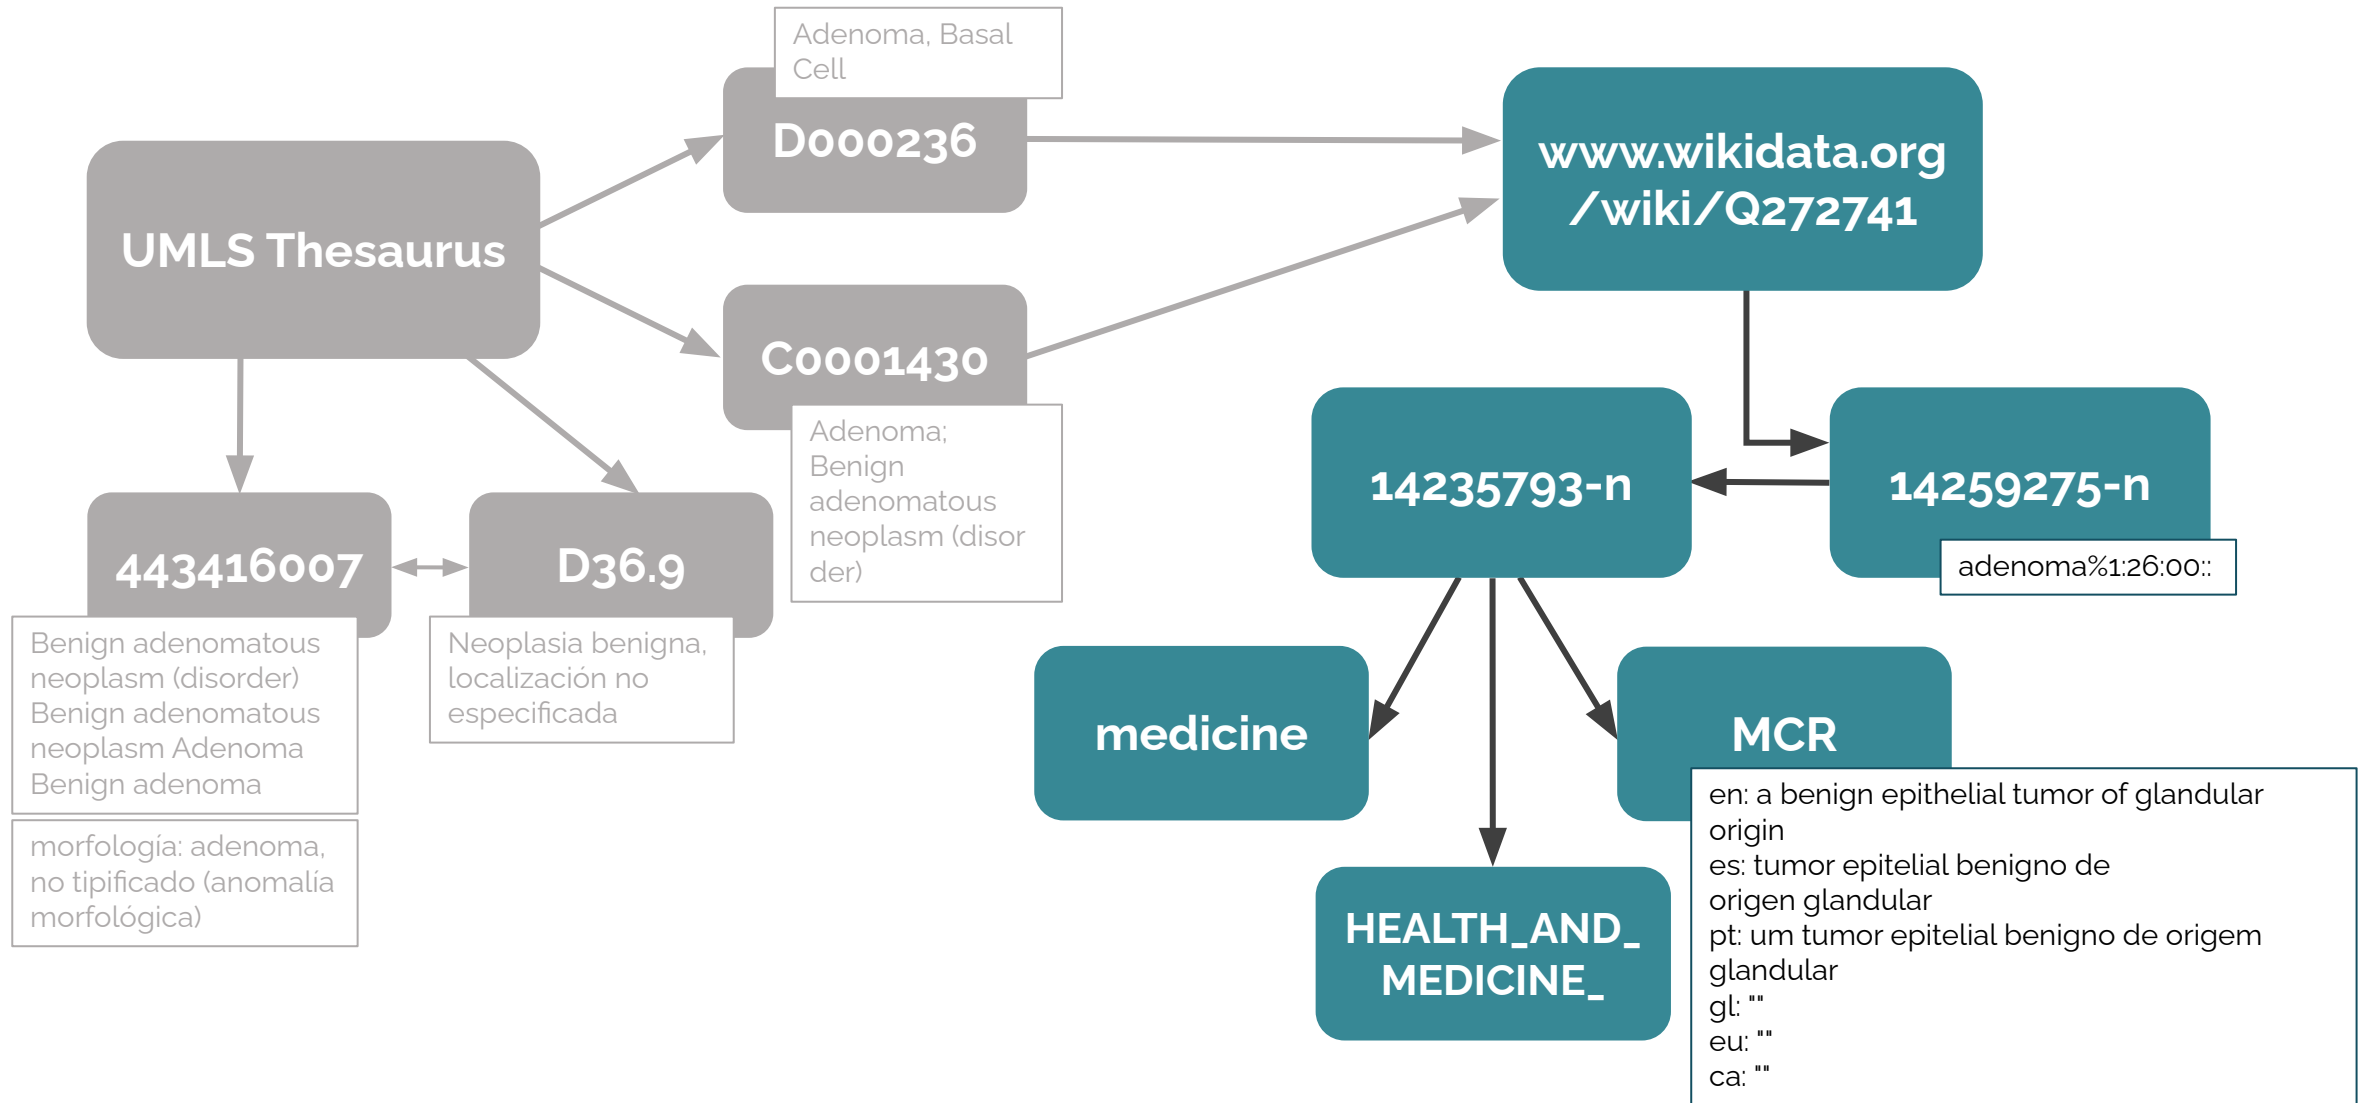 Adenoma, Basal
Cell
D000236
www.wikidata.org
/wiki/Q272741
UMLS Thesaurus
C0001430
Adenoma;
Benign
adenomatous
neoplasm (disor
der)
14235793-n
14259275-n
adenoma%1:26:00::
443416007
D36.9
Benign adenomatous
neoplasm (disorder)
Benign adenomatous
neoplasm Adenoma
Benign adenoma
Neoplasia benigna,
localización no
especificada
morfología: adenoma,
no tipificado (anomalía
morfológica)
medicine
MCR
HEALTH_AND_
MEDICINE_
en: a benign epithelial tumor of glandular
origin
es: tumor epitelial benigno de
origen glandular
pt: um tumor epitelial benigno de origem
glandular
gl: ""
eu: ""
ca: ""